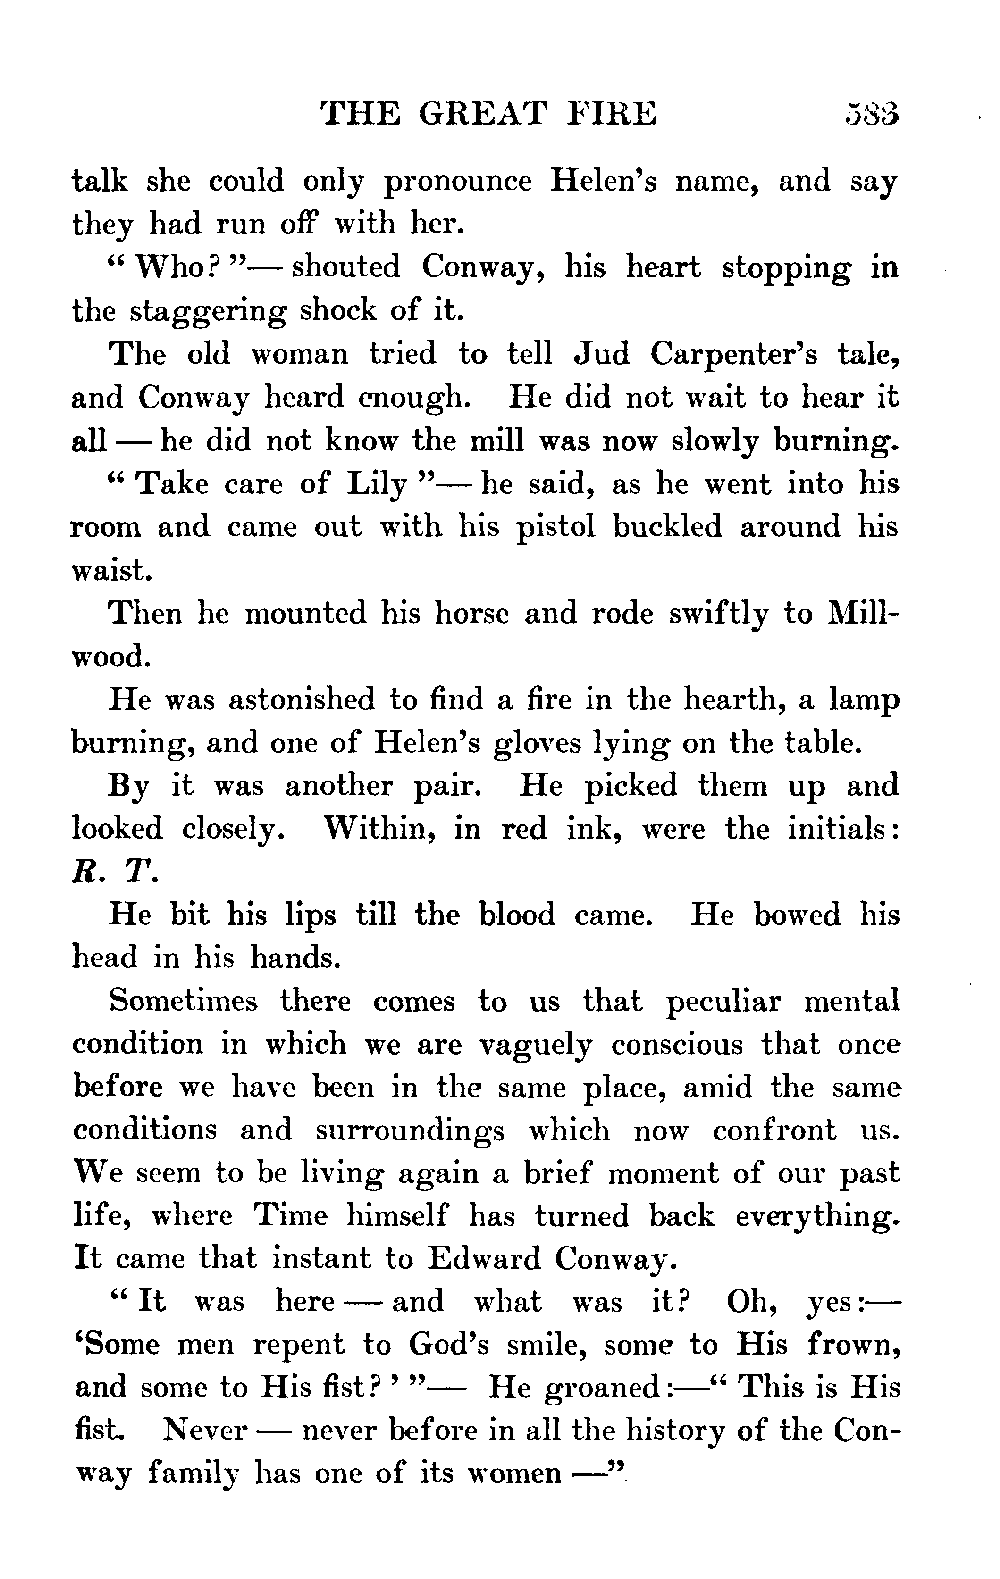 THE GREAT FIRE 583
talk she could only pronounce Helen's name, and say
they had run off with her.
" Who? "— shouted Conway, his heart stopping in
the staggering shock of it.
The old woman tried to tell Jud Carpenter's tale,
and Conway heard enough. He did not wait to hear it
all — he did not know the mill was now slowly burning.
" Take care of Lily "— he said, as he went into his
room and came out with his pistol buckled around his
waist.
Then he mounted his horse and rode swiftly to Mill-
wood.
He was astonished to find a fire in the hearth, a lamp
burning, and one of Helen's gloves lying on the table.
By it was another pair. He picked them up and
looked closely. Within, in red ink, were the initials:
R. T.
He bit his lips till the blood came. He bowed his
head in his hands.
Sometimes there comes to us that peculiar mental
condition in which we are vaguely conscious that once
before we have been in the same place, amid the same
conditions and surroundings which now confront us.
We seem to be living again a brief moment of our past
life, where Time himself has turned back everything.
It came that instant to Edward Conway.
" It was here — and what was it? Oh, yes:—
'Some men repent to God's smile, some to His frown,
and some to His fist? ' "— He groaned:—" This is His
fist. Never — never before in all the history of the Con-
way family has one of its women —"